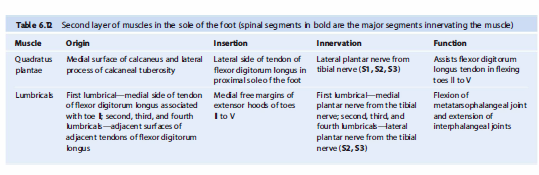 Table 6.12 Second layer of muscles in the sole of the foot (spinal segments in bold are the major segments innervating the muscle)
Muscle Origin Insertion Innervation Function
Quadratus plantae
Medial surface of calcaneus and lateral
process of calcaneal tuberosity
Lateral side of tendon of
flexor digitorum longus in
proximal sole of the foot
Lateral plantar nerve from
tibial nerve (S1, S2, S3)
Assists flexor digitorum
longus tendon in flexing
toes II to V
Lumbricals
First lumbrical—medial side of tendon
of flexor digitorum longus associated
with toe II; second, third, and fourth
lumbricals—adjacent surfaces of
adjacent tendons of flexor digitorum
longus
Medial free margins of
extensor hoods of toes
II to V
First lumbrical—medial
plantar nerve from the tibial
nerve; second, third, and
fourth lumbricals—lateral
plantar nerve from the tibial
nerve (S2, S3)
Flexion of
metatarsophalangeal joint
and extension of
interphalangeal joints